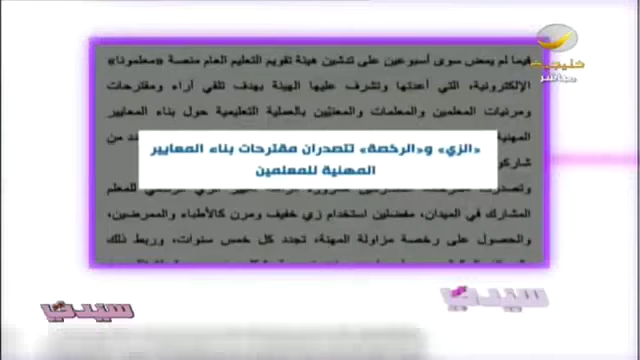 خليجية
مباشر
فيما لم يمض سوى أسبوعين على تدشين هيئة تقويم التعليم العام منصة «معلمونا»
الإلكترونية، التي أعدتها وتشرف عليها الهيئة بهدف تلقي آراء ومقترحات
ومرئيات المعلمين والمعلمات والمعنيين بالعملية التعليمية حول بناء المعايير
المهنية
«الزي» و«الرخصة» تتصدران مقترحات بناء المعايير
المهنية للمعلمين
شاركو
المشارك في الميدان، مفضلين استخدام زي خفيف ومرن كالأطباء والممرضين،
والحصول على رخصة مزاولة المهنة، تجدد كل خمس سنوات، وربط ذلك
سيدتي
سيدتي